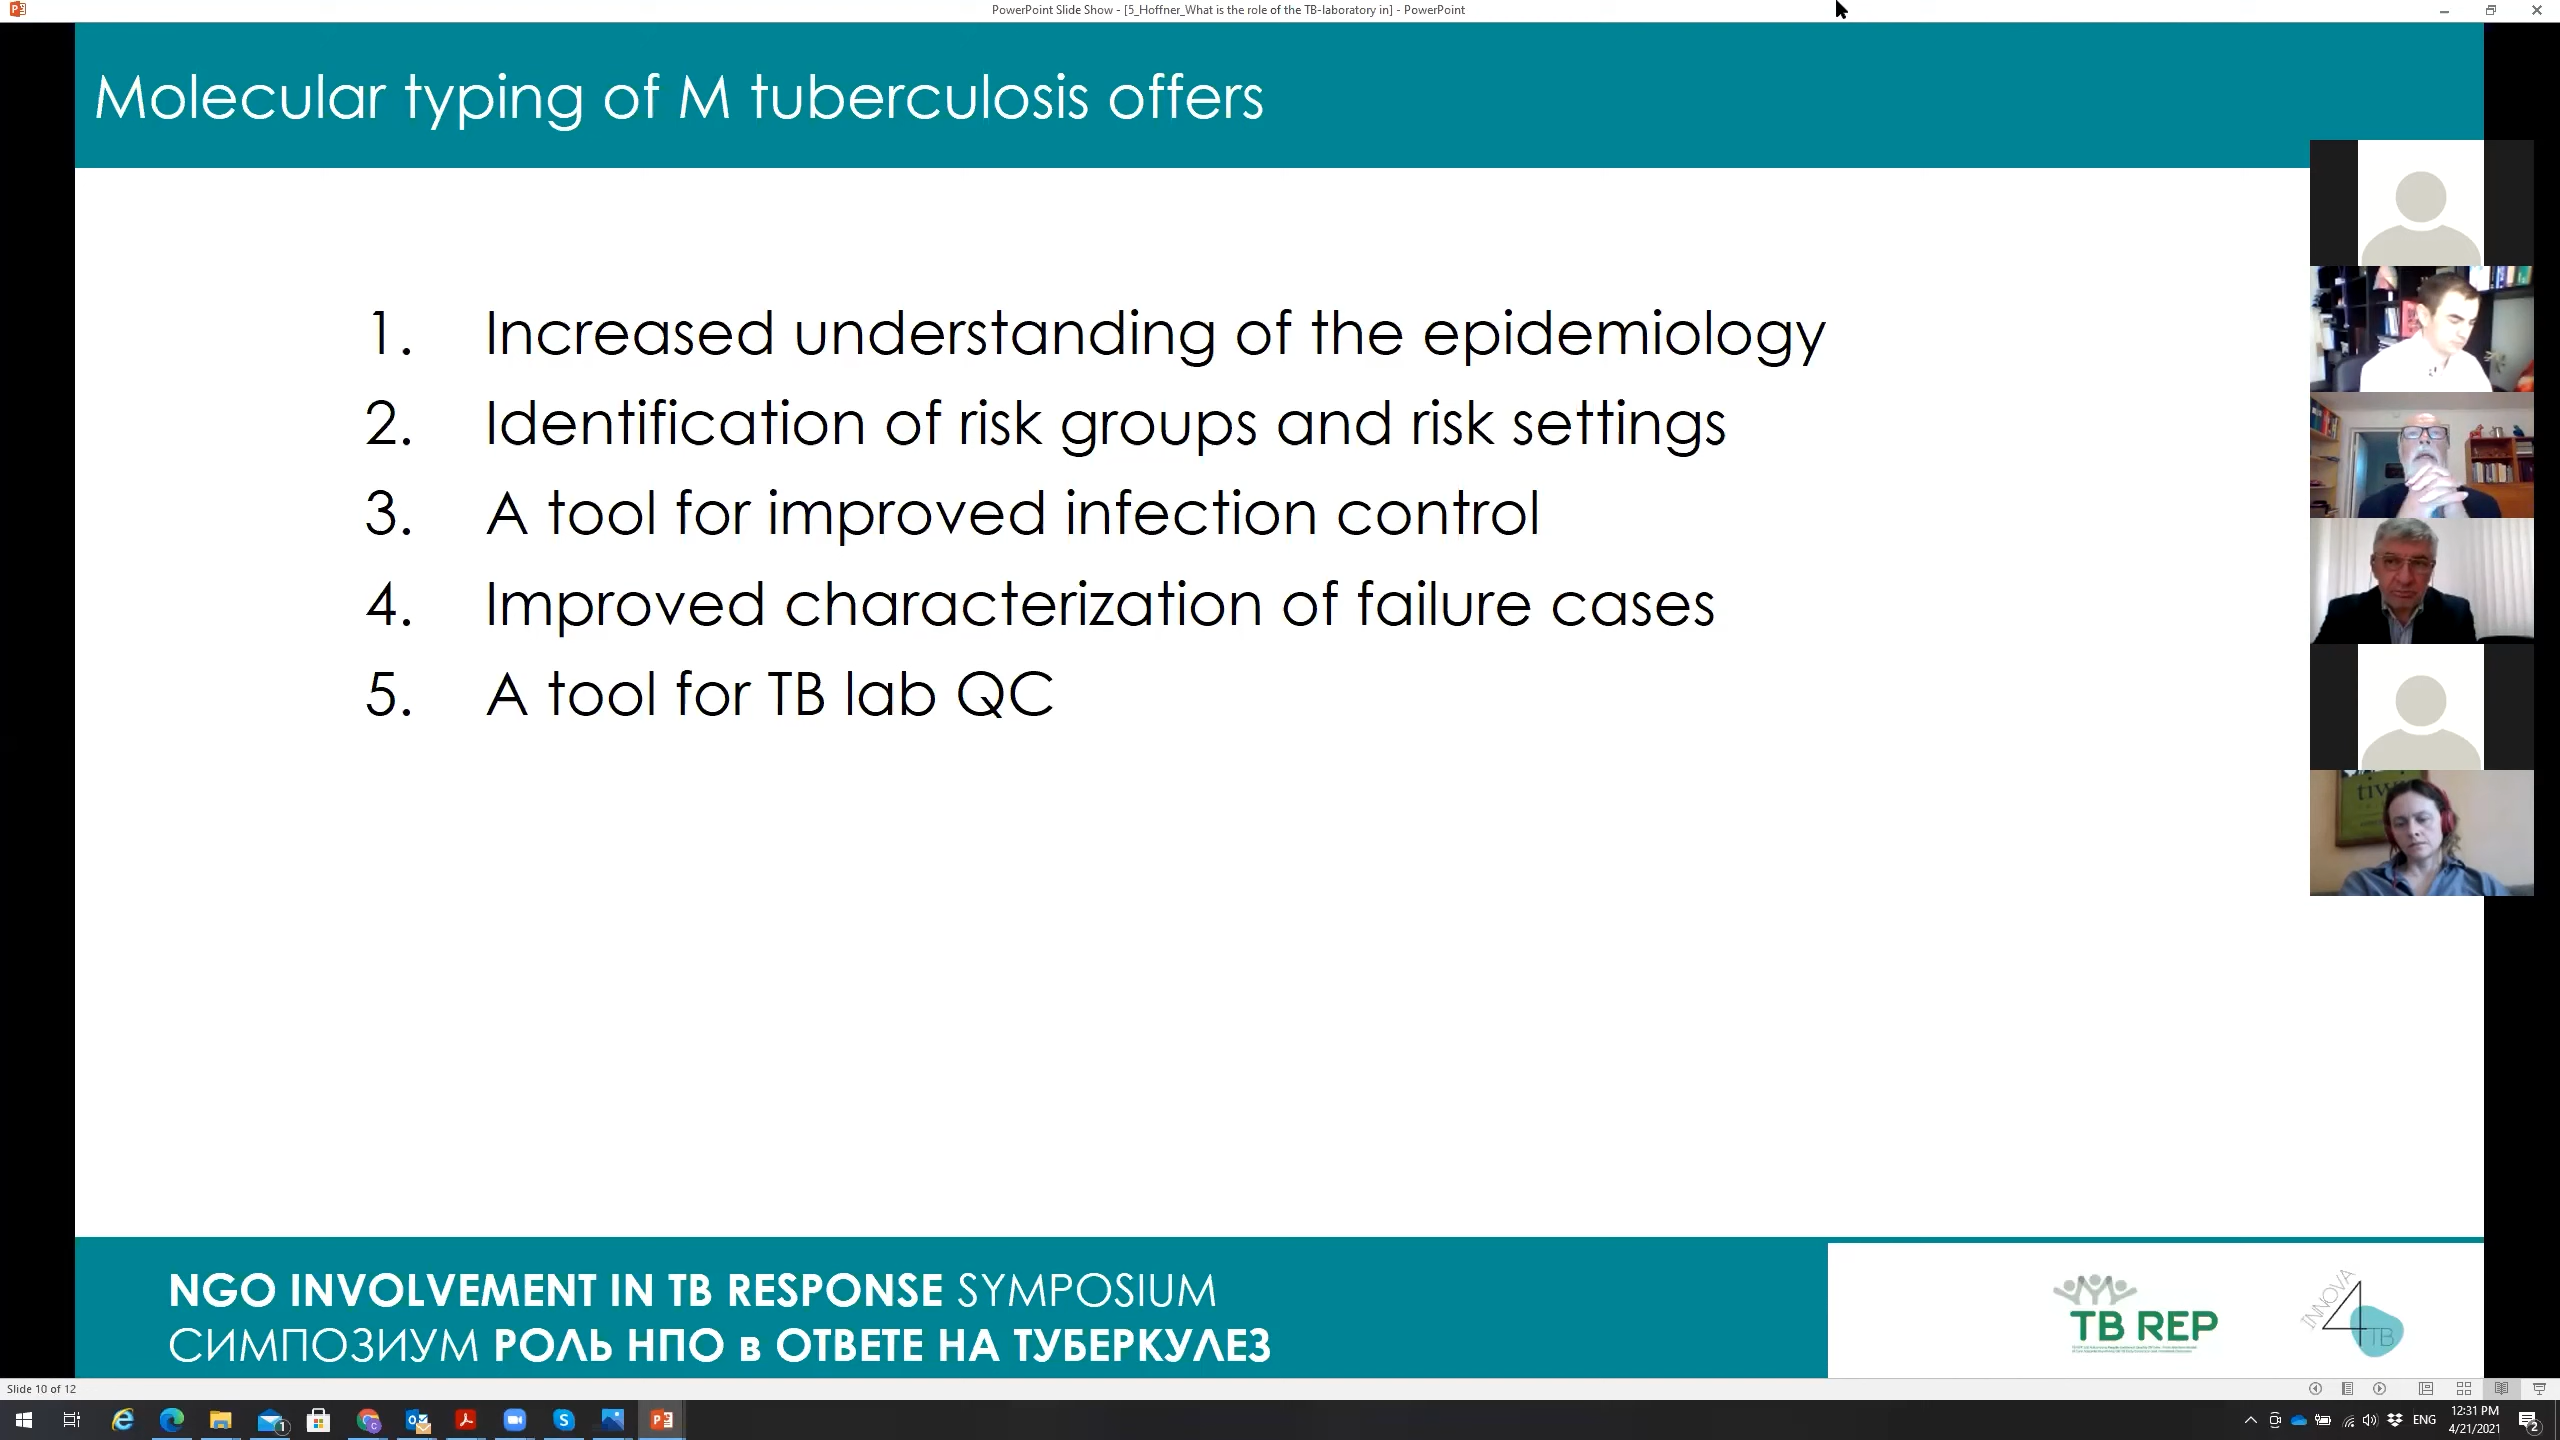 PowerPoint Slide Show - [5_Hoffner_What is the role of the TB-laboratory in] - PowerPoint
Molecular typing of M tuberculosis offers
1. Increased understanding of the epidemiology
2. Identification of risk groups and risk settings
3. A tool for improved infection control
4. Improved characterization of failure cases
5. A tool for TB lab QC
NGO INVOLVEMENT IN TB RESPONSE SYMPOSIUM
СИМПОЗИУМ РОЛЬ НПО в ОТВЕТЕ НА ТУБЕРКУЛЕЗ
TB REP
INNOVA
4
TB
Slide 10 of 12
ENG
12:31 PM
4/21/2021